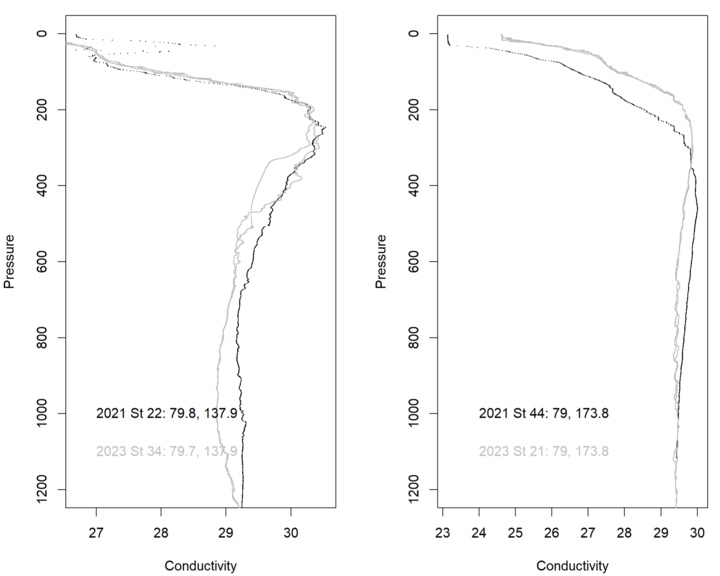 0
200
400
600
800
1000
1200
Pressure
2021 St 22: 79.8, 137.9
2023 St 34: 79.7, 137.9
27 28 29 30
Conductivity
0
200
400
600
800
1000
1200
Pressure
2021 St 44: 79, 173.8
2023 St 21: 79, 173.8
23 24 25 26 27 28 29 30
Conductivity